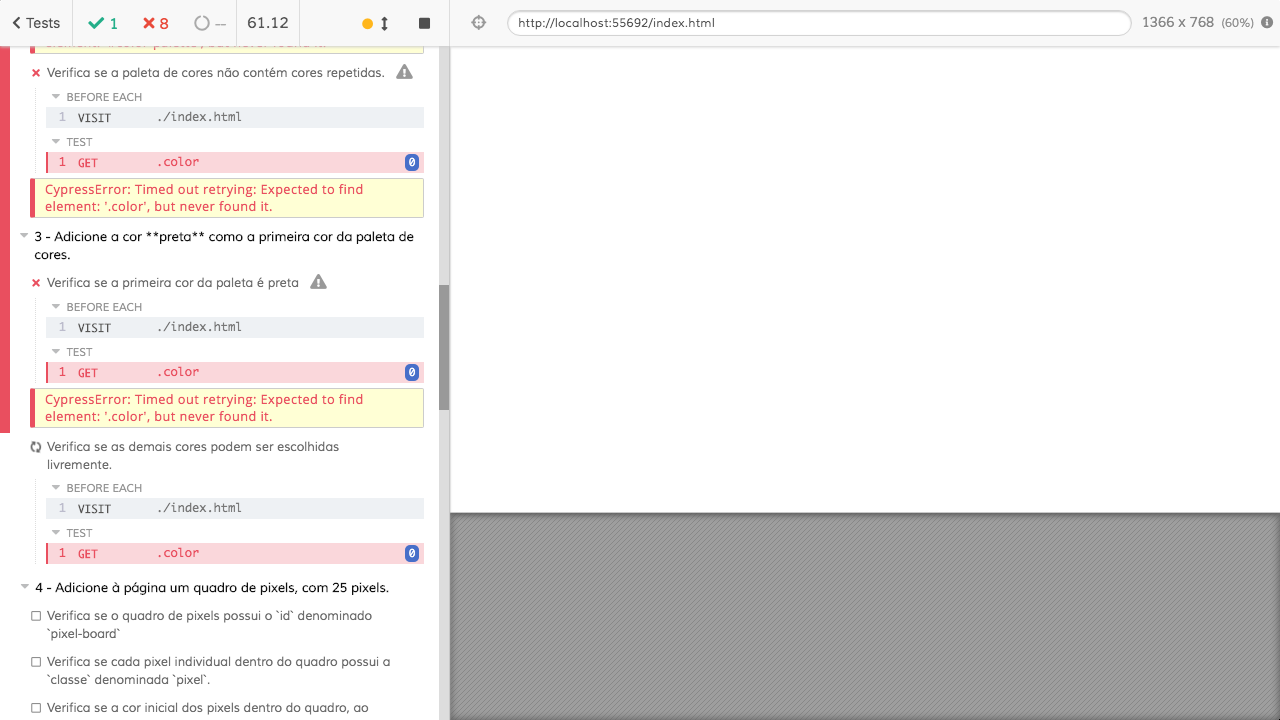 Tests 1 8 -- 61.12 http://localhost:55692/index.html 1366 x 768 (60%)
Verifica se a paleta de cores não contém cores repetidas.
BEFORE EACH
1 VISIT ./index.html
TEST
1 GET .color 0
CypressError: Timed out retrying: Expected to find
element: '.color', but never found it.
3 - Adicione a cor **preta** como a primeira cor da paleta de
cores.
Verifica se a primeira cor da paleta é preta
BEFORE EACH
1 VISIT ./index.html
TEST
1 GET .color 0
CypressError: Timed out retrying: Expected to find
element: '.color', but never found it.
Verifica se as demais cores podem ser escolhidas
livremente.
BEFORE EACH
1 VISIT ./index.html
TEST
1 GET .color 0
4 - Adicione à página um quadro de pixels, com 25 pixels.
Verifica se o quadro de pixels possui o `id` denominado
`pixel-board`
Verifica se cada pixel individual dentro do quadro possui a
`classe` denominada `pixel`.
Verifica se a cor inicial dos pixels dentro do quadro, ao